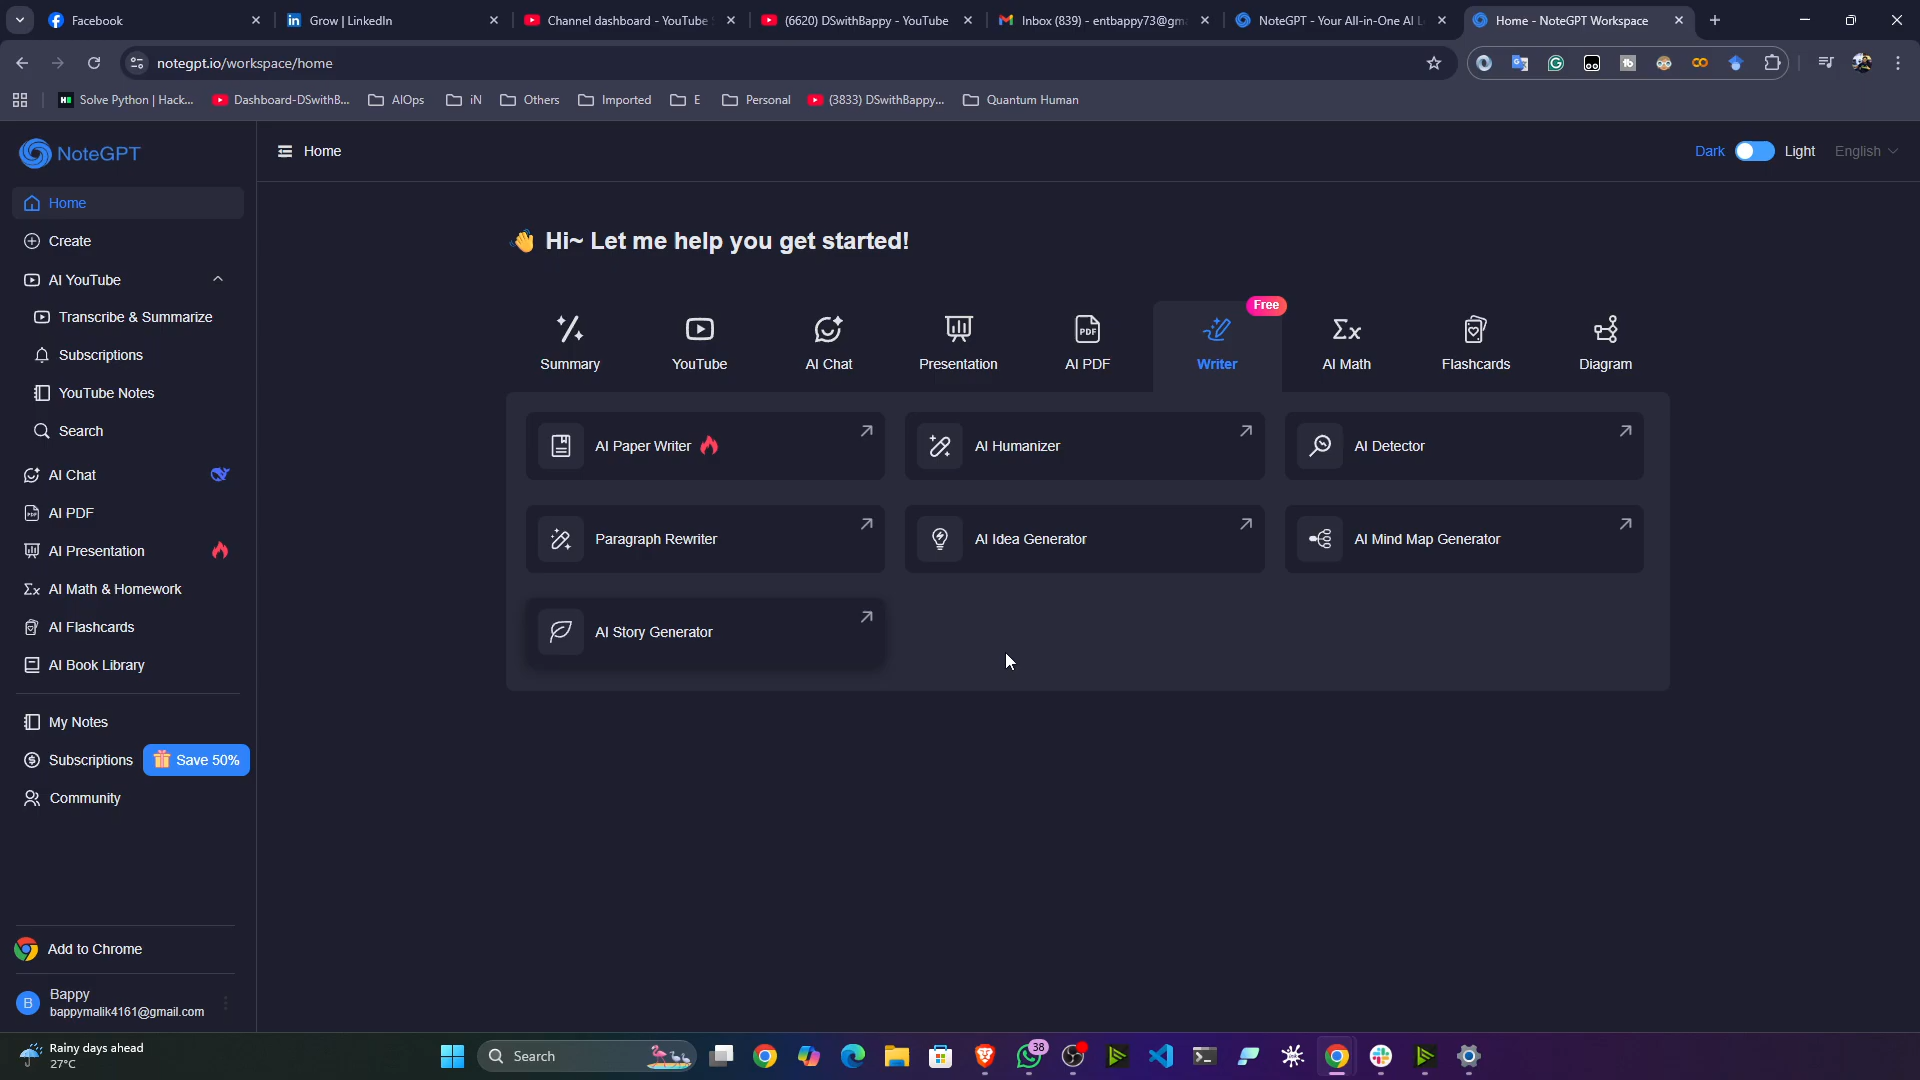 Facebook
Grow | LinkedIn
Channel dashboard - YouTube
(6620) DSwithBappy - YouTube
Inbox (839) - entbappy73@gm
NoteGPT - Your All-in-One AI L
Home - NoteGPT Workspace
notegpt.io/workspace/home
Solve Python | Hack...
Dashboard-DSwithB...
AIOps
iN
Others
Imported
E
Personal
(3833) DSwithBappy...
Quantum Human
NoteGPT
Home
Dark
Light
English
Home
Create
AI YouTube
Transcribe & Summarize
Subscriptions
YouTube Notes
Search
AI Chat
AI PDF
AI Presentation
AI Math & Homework
AI Flashcards
AI Book Library
My Notes
Subscriptions
Save 50%
Community
Add to Chrome
B
Bappy
bappymalik4161@gmail.com
Hi~ Let me help you get started!
Free
Summary
YouTube
AI Chat
Presentation
PDF
AI PDF
Writer
AI Math
Flashcards
Diagram
AI Paper Writer
AI Humanizer
AI Detector
Paragraph Rewriter
AI Idea Generator
AI Mind Map Generator
AI Story Generator
Rainy days ahead
27°C
Search
38